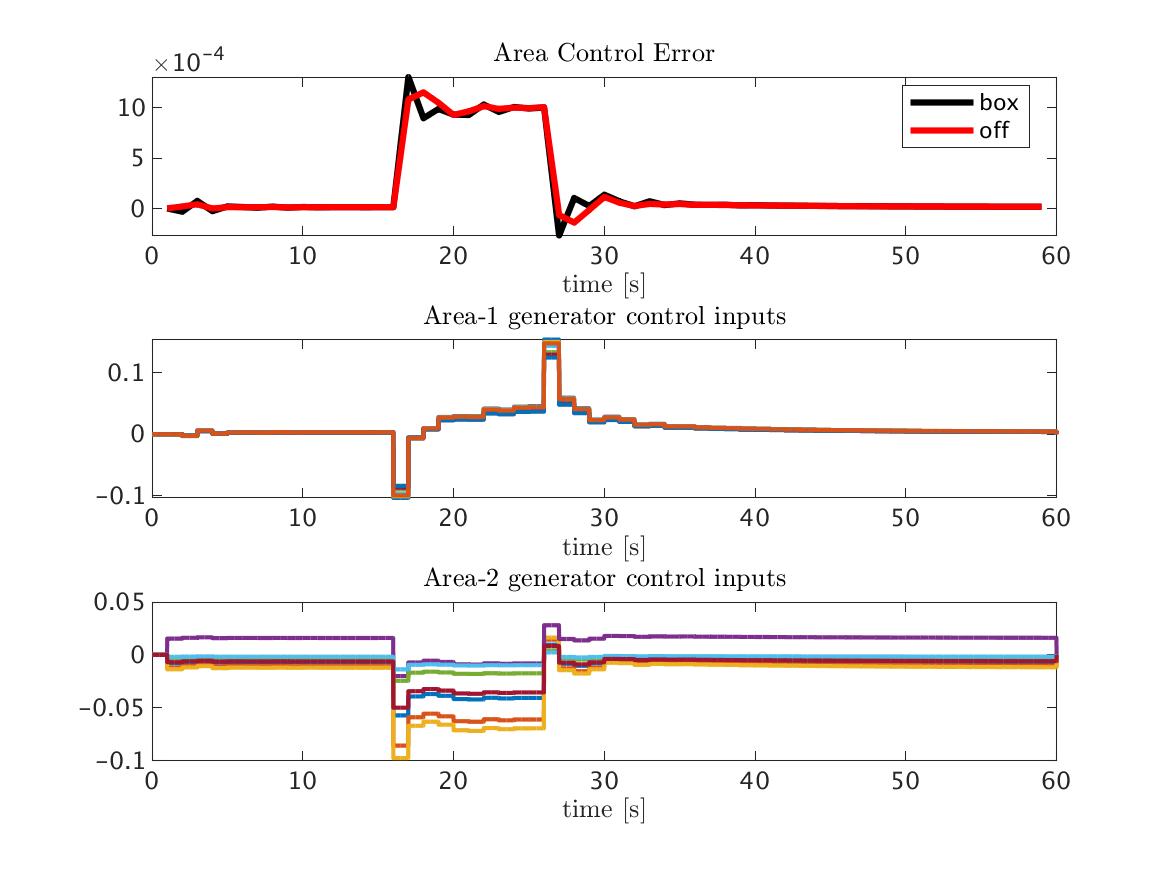 Area Control Error
×10⁻⁴
10
5
0
box
off
0 10 20 30 40 50 60
time [s]
Area-1 generator control inputs
0.1
0
−0.1
0 10 20 30 40 50 60
time [s]
Area-2 generator control inputs
0.05
0
−0.05
−0.1
0 10 20 30 40 50 60
time [s]